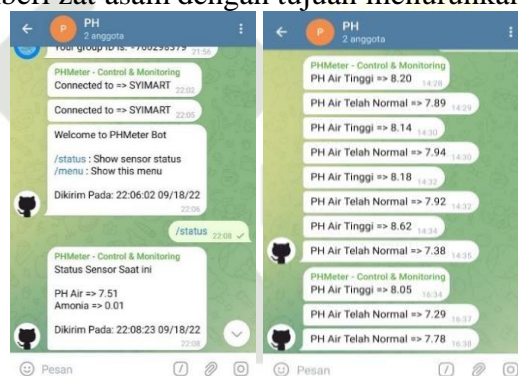 beri zat asam dengan tujuan menurunkan
PH
2 anggota
Your group ID is: -700298379 21:56
PHMeter - Control & Monitoring
Connected to => SYIMART 22:02
Connected to => SYIMART 22:05
Welcome to PHMeter Bot
/status : Show sensor status
/menu : Show this menu
Dikirim Pada: 22:06:02 09/18/22
22:06
/status 22:08
PHMeter - Control & Monitoring
Status Sensor Saat ini
PH Air => 7.51
Amonia => 0.01
Dikirim Pada: 22:08:23 09/18/22
22:08
Pesan
PH
2 anggota
PHMeter - Control & Monitoring
PH Air Tinggi => 8.20 14:28
PH Air Telah Normal => 7.89 14:29
PH Air Tinggi => 8.14 14:30
PH Air Telah Normal => 7.94 14:30
PH Air Tinggi => 8.18 14:32
PH Air Telah Normal => 7.92 14:32
PH Air Tinggi => 8.62 14:34
PH Air Telah Normal => 7.38 14:35
PHMeter - Control & Monitoring
PH Air Tinggi => 8.05 16:34
PH Air Telah Normal => 7.29 16:37
PH Air Telah Normal => 7.78 16:38
Pesan